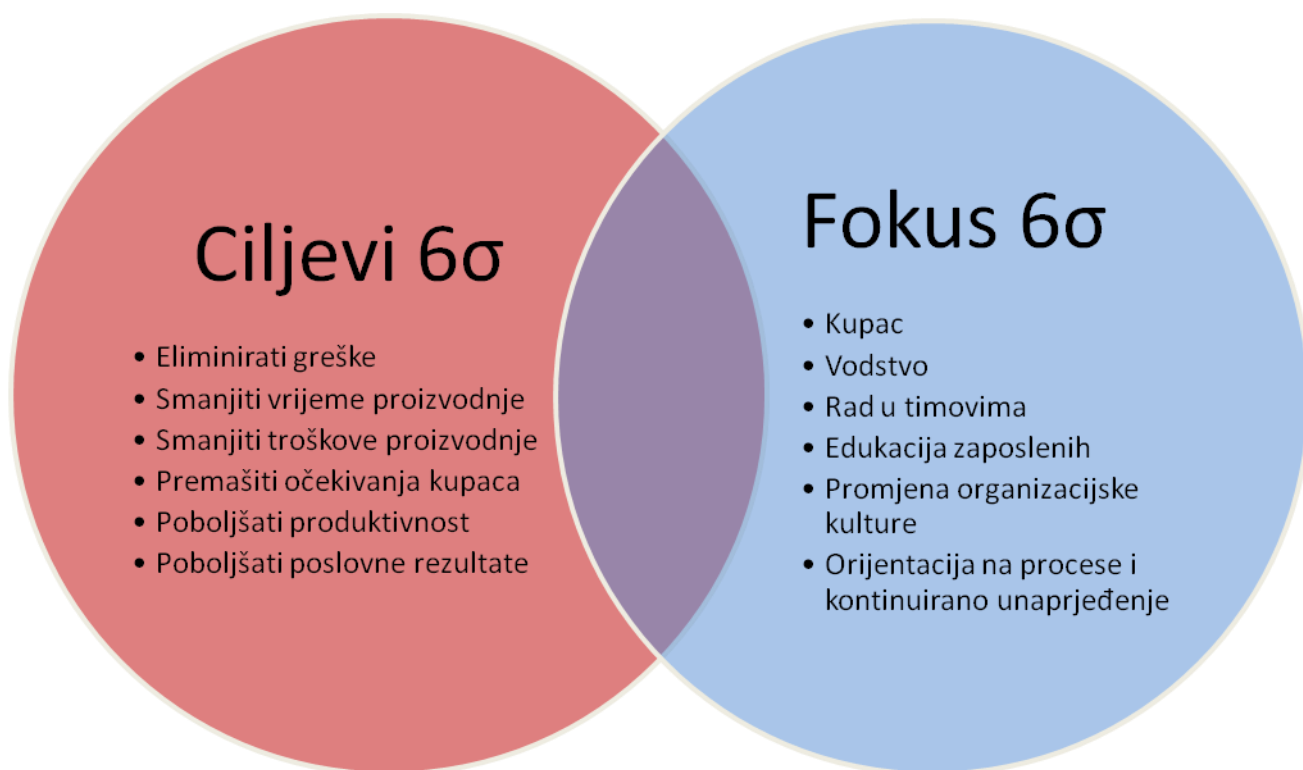 Ciljevi 6σ
• Eliminirati greške
• Smanjiti vrijeme proizvodnje
• Smanjiti troškove proizvodnje
• Premašiti očekivanja kupaca
• Poboljšati produktivnost
• Poboljšati poslovne rezultate
Fokus 6σ
• Kupac
• Vodstvo
• Rad u timovima
• Edukacija zaposlenih
• Promjena organizacijske
kulture
• Orijentacija na procese i
kontinuirano unaprjeđenje